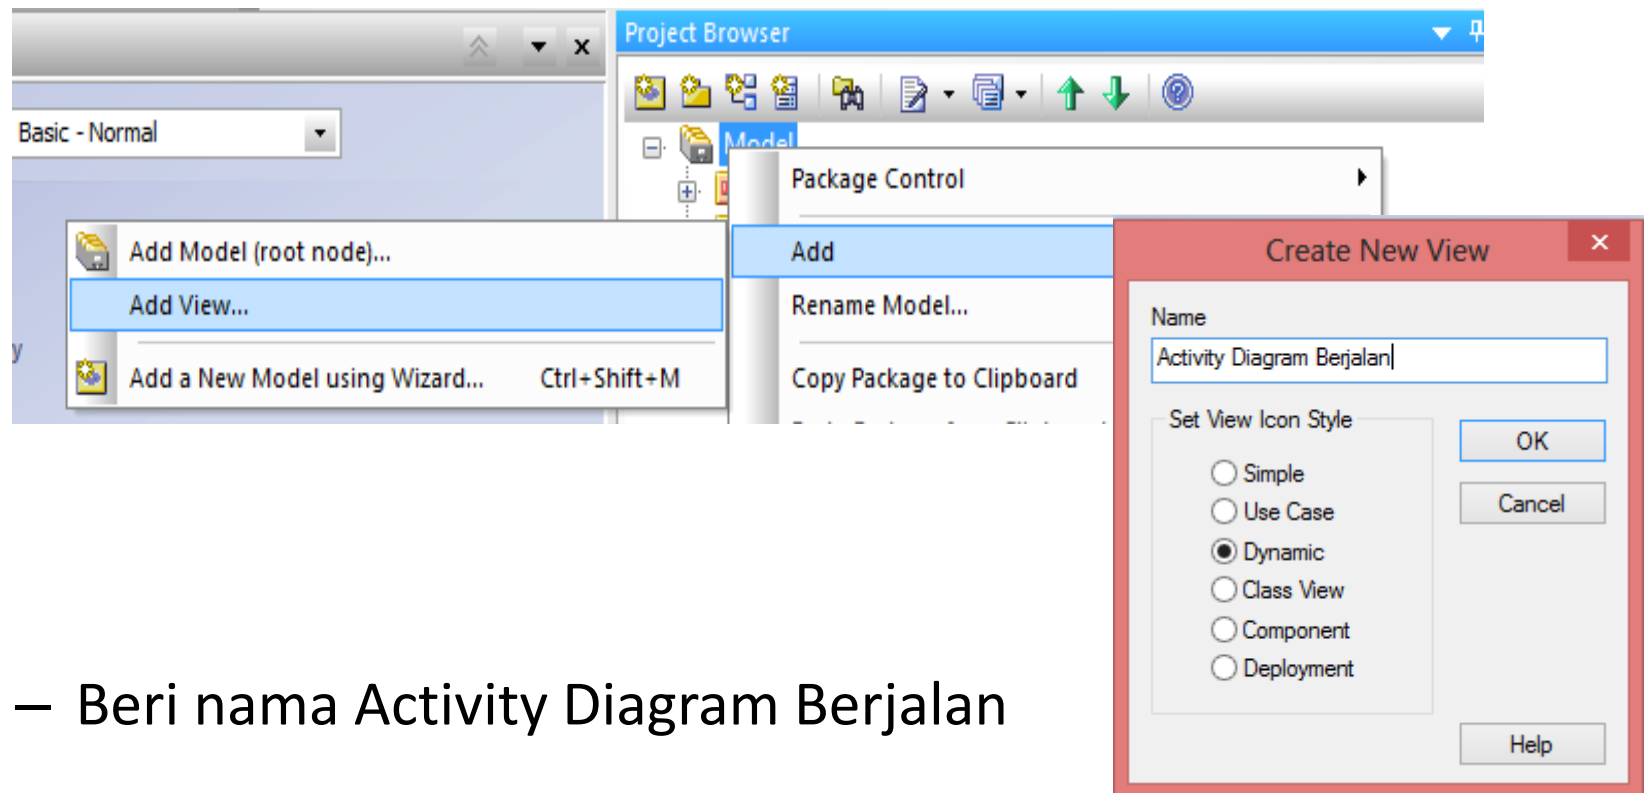 Project Browser
Basic - Normal
Model
Package Control
Add Model (root node)...
Add
Add View...
Rename Model...
y
Add a New Model using Wizard... Ctrl+Shift+M
Copy Package to Clipboard
Create New View
Name
Activity Diagram Berjalan
Set View Icon Style
OK
Simple
Cancel
Use Case
Dynamic
Class View
Component
Deployment
Help
– Beri nama Activity Diagram Berjalan